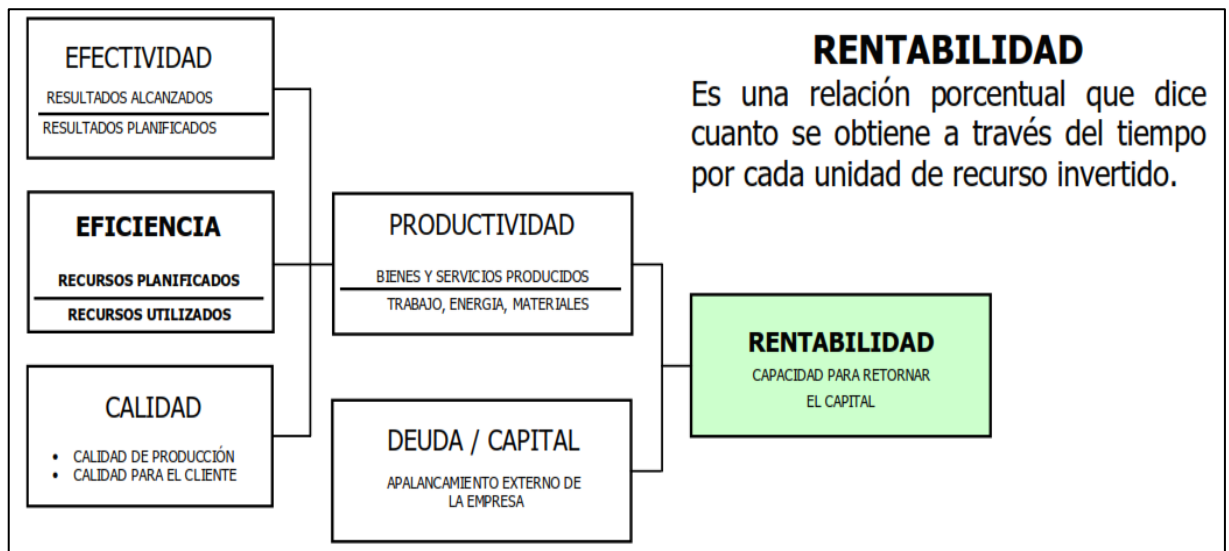 EFECTIVIDAD
RESULTADOS ALCANZADOS
RESULTADOS PLANIFICADOS
EFICIENCIA
RECURSOS PLANIFICADOS
RECURSOS UTILIZADOS
CALIDAD
• CALIDAD DE PRODUCCIÓN
• CALIDAD PARA EL CLIENTE
PRODUCTIVIDAD
BIENES Y SERVICIOS PRODUCIDOS
TRABAJO, ENERGIA, MATERIALES
DEUDA / CAPITAL
APALANCAMIENTO EXTERNO DE
LA EMPRESA
RENTABILIDAD
Es una relación porcentual que dice
cuanto se obtiene a través del tiempo
por cada unidad de recurso invertido.
RENTABILIDAD
CAPACIDAD PARA RETORNAR
EL CAPITAL